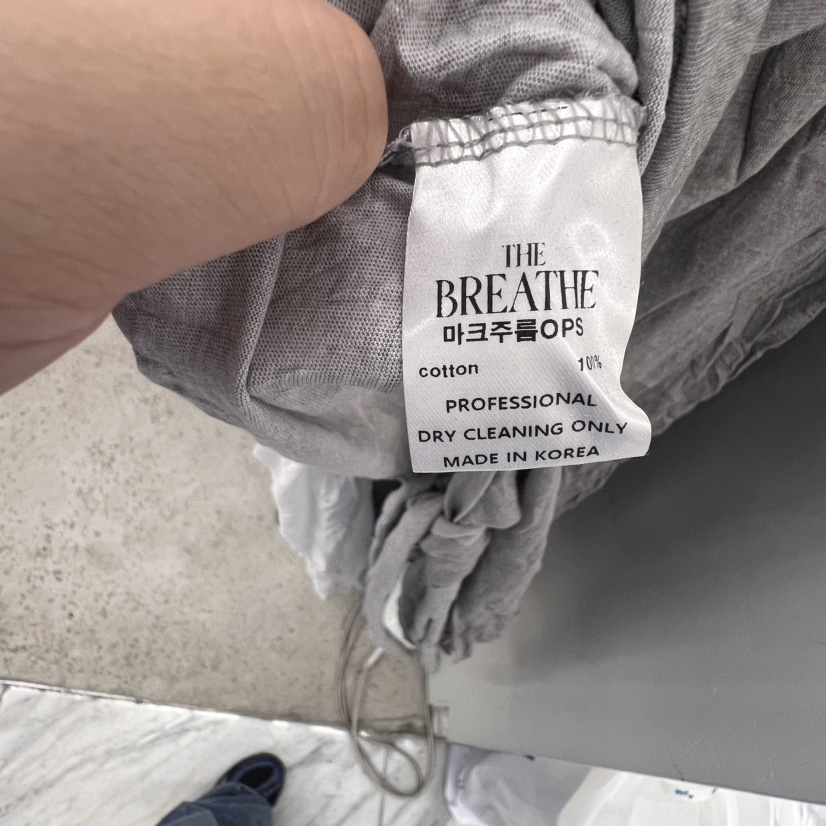 THE
BREATHE
마크주름OPS
cotton 100%
PROFESSIONAL
DRY CLEANING ONLY
MADE IN KOREA